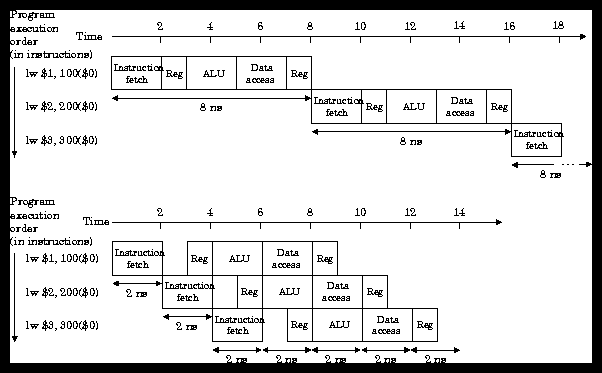 Program
execution
order
(in instructions)
Time
2 4 6 8 10 12 14 16 18
lw $1, 100($0)
Instruction fetch Reg ALU Data access Reg
8 ns
lw $2, 200($0)
Instruction fetch Reg ALU Data access Reg
8 ns
lw $3, 300($0)
Instruction fetch
8 ns
Program
execution
order
(in instructions)
Time
2 4 6 8 10 12 14
lw $1, 100($0)
Instruction fetch Reg ALU Data access Reg
2 ns
lw $2, 200($0)
Instruction fetch Reg ALU Data access Reg
2 ns
lw $3, 300($0)
Instruction fetch Reg ALU Data access Reg
2 ns 2 ns 2 ns 2 ns 2 ns